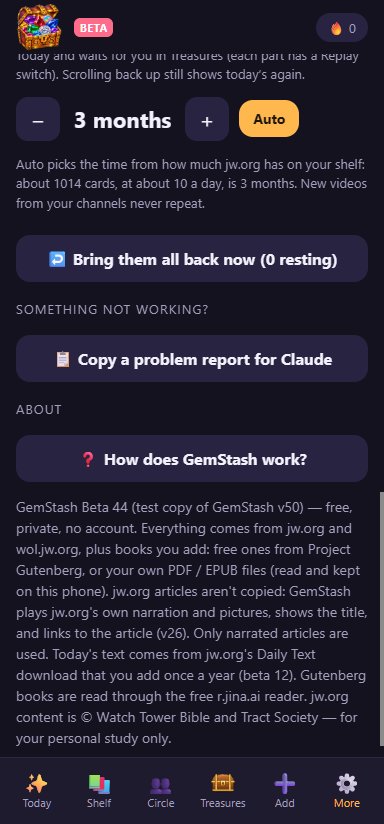 BETA
🔥 0
Today and waits for you in Treasures (each part has a Replay
switch). Scrolling back up still shows today's again.
− 3 months + Auto
Auto picks the time from how much jw.org has on your shelf:
about 1014 cards, at about 10 a day, is 3 months. New videos
from your channels never repeat.
↩️ Bring them all back now (0 resting)
SOMETHING NOT WORKING?
📋 Copy a problem report for Claude
ABOUT
❓ How does GemStash work?
GemStash Beta 44 (test copy of GemStash v50) — free,
private, no account. Everything comes from jw.org and
wol.jw.org, plus books you add: free ones from Project
Gutenberg, or your own PDF / EPUB files (read and kept
on this phone). jw.org articles aren't copied: GemStash
plays jw.org's own narration and pictures, shows the title,
and links to the article (v26). Only narrated articles are
used. Today's text comes from jw.org's Daily Text
download that you add once a year (beta 12). Gutenberg
books are read through the free r.jina.ai reader. jw.org
content is © Watch Tower Bible and Tract Society — for
your personal study only.
Today Shelf Circle Treasures Add More